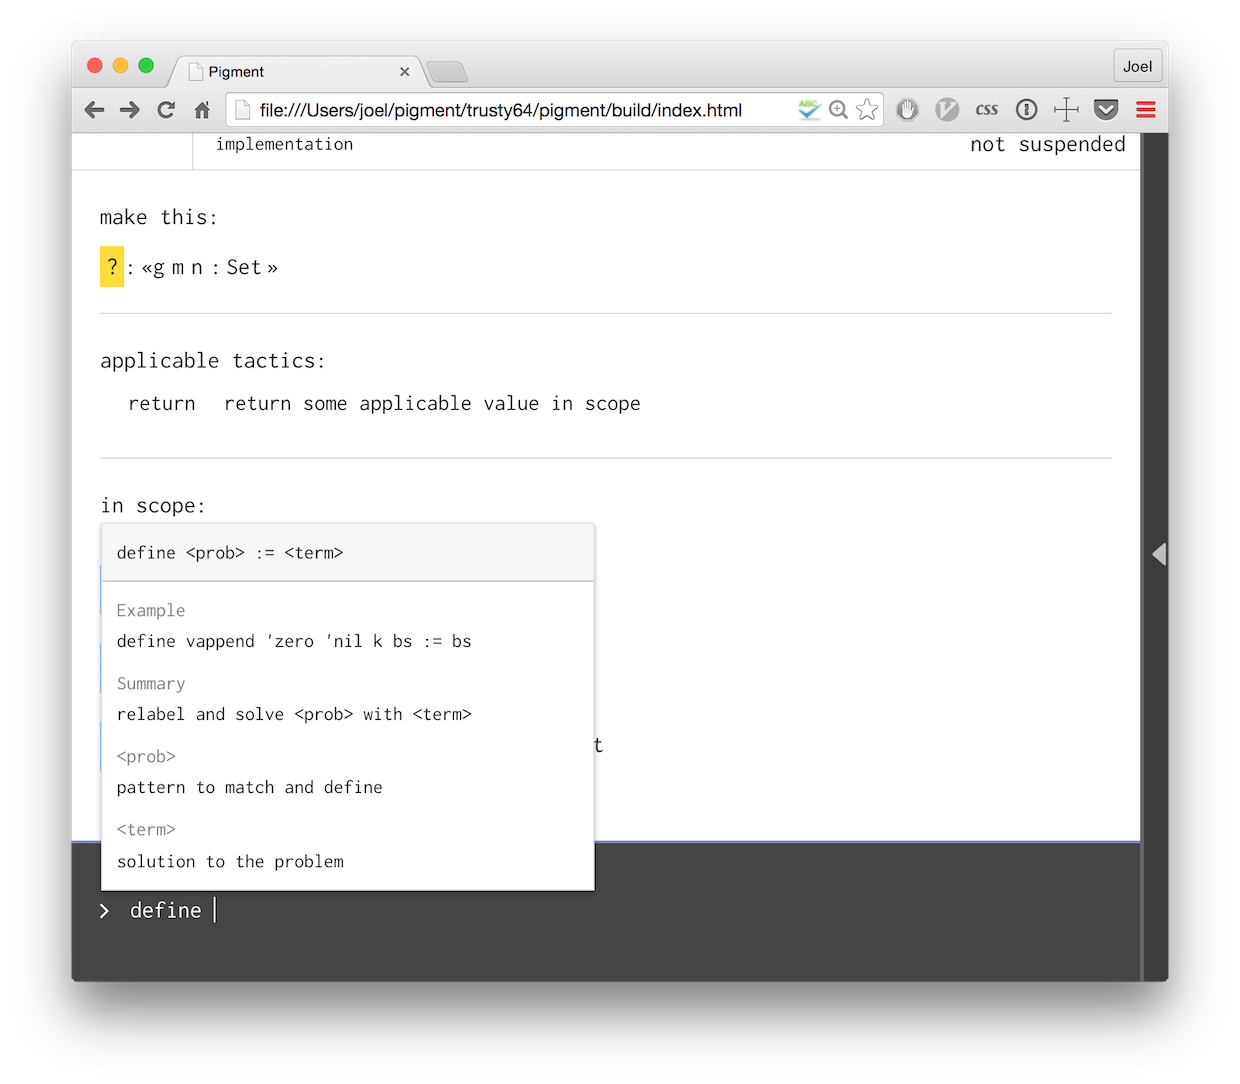 Pigment
Joel
file:///Users/joel/pigment/trusty64/pigment/build/index.html
ABC
css
implementation
not suspended
make this:
? : «g m n : Set »
applicable tactics:
return return some applicable value in scope
in scope:
define <prob> := <term>
Example
define vappend 'zero 'nil k bs := bs
Summary
relabel and solve <prob> with <term>
<prob>
t
pattern to match and define
<term>
solution to the problem
> define